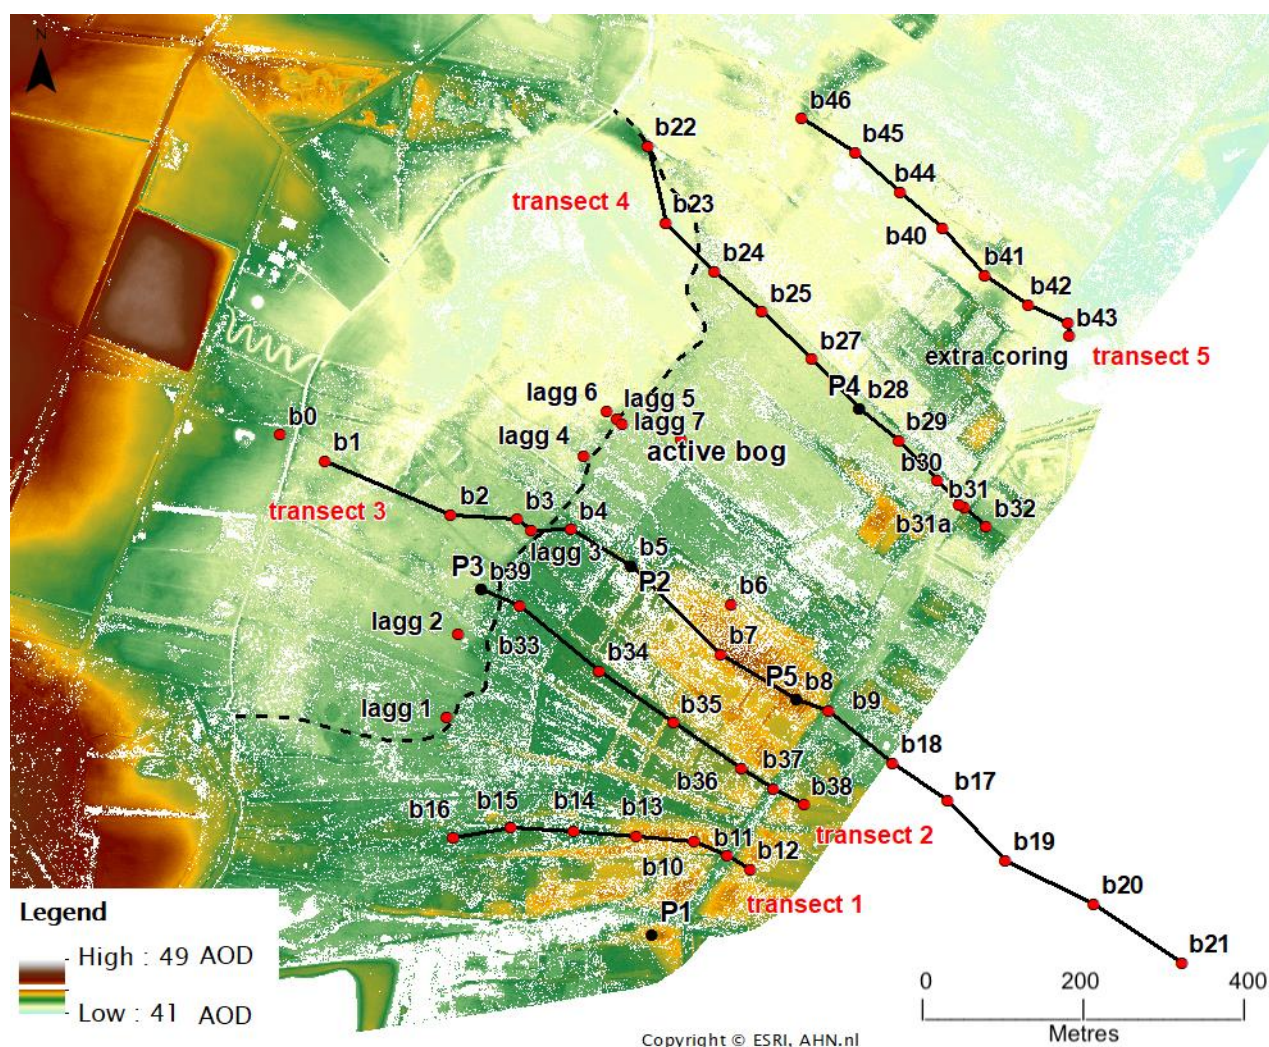 N
b46
b22
b45
b44
transect 4
b23
b40
b24
b41
b25
b42
b43
b27
extra coring
transect 5
P4
b28
lagg 6
lagg 5
b0
lagg 7
b29
lagg 4
active bog
b1
b30
b31
b2
b3
b32
transect 3
b4
b31a
lagg 3
b5
P3
b39
P2
b6
lagg 2
b7
b33
b34
P5
b8
b9
lagg 1
b35
b18
b37
b36
b17
b38
b16
b15
b14
b13
transect 2
b11
b12
b19
b10
b20
transect 1
P1
b21
Legend
High : 49 AOD
Low : 41 AOD
0 200 400
Metres
Copyright © ESRI, AHN.nl